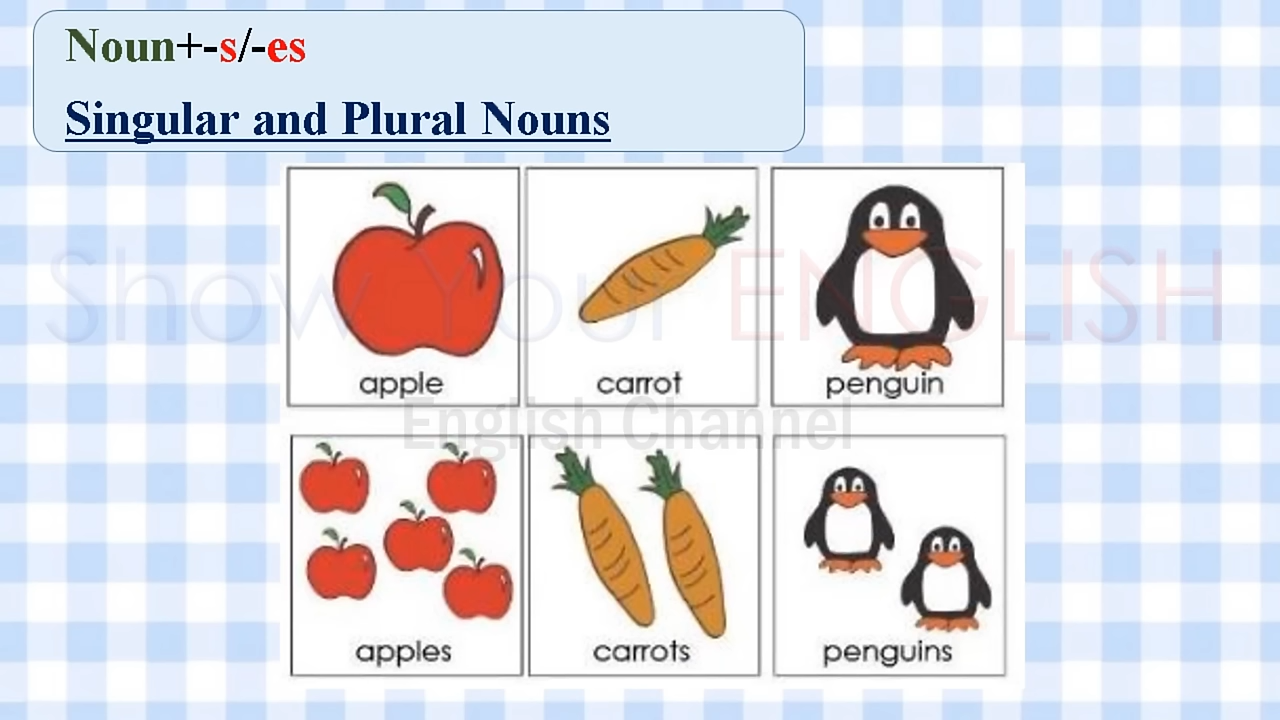 Noun+-s/-es
Singular and Plural Nouns
Show Your ENGLISH
apple carrot penguin
English Channel
apples carrots penguins